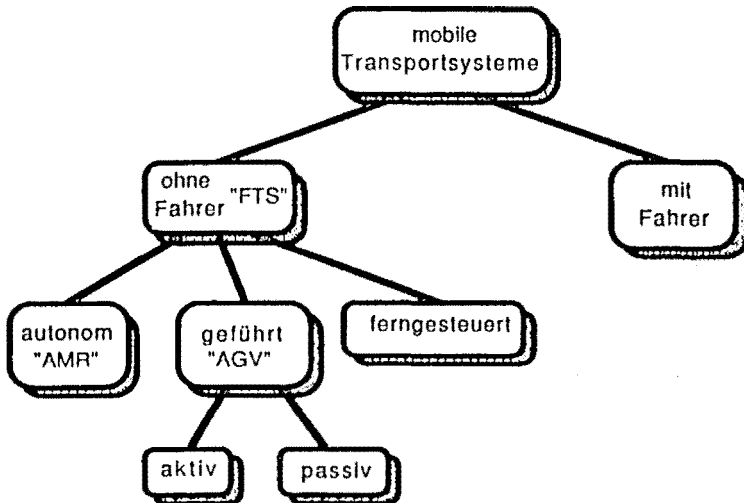 mobile
Transportsysteme
ohne
Fahrer "FTS"
mit
Fahrer
autonom
"AMR"
geführt
"AGV"
ferngesteuert
aktiv
passiv